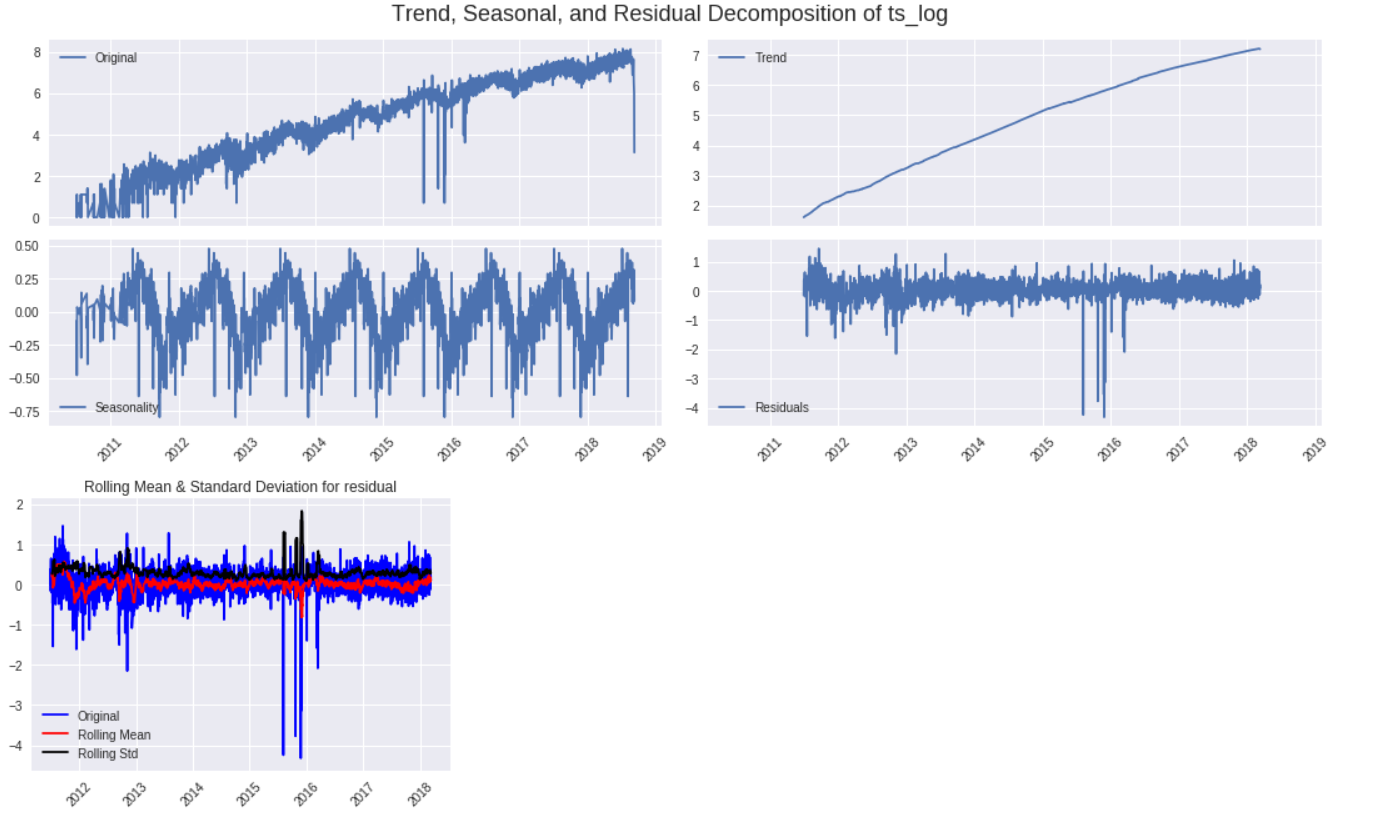 Trend, Seasonal, and Residual Decomposition of ts_log
8
6
4
2
0
Original
7
6
5
4
3
2
Trend
0.50
0.25
0.00
−0.25
−0.50
−0.75
Seasonality
2011 2012 2013 2014 2015 2016 2017 2018 2019
1
0
−1
−2
−3
−4
Residuals
2011 2012 2013 2014 2015 2016 2017 2018 2019
Rolling Mean & Standard Deviation for residual
2
1
0
−1
−2
−3
−4
Original
Rolling Mean
Rolling Std
2012 2013 2014 2015 2016 2017 2018